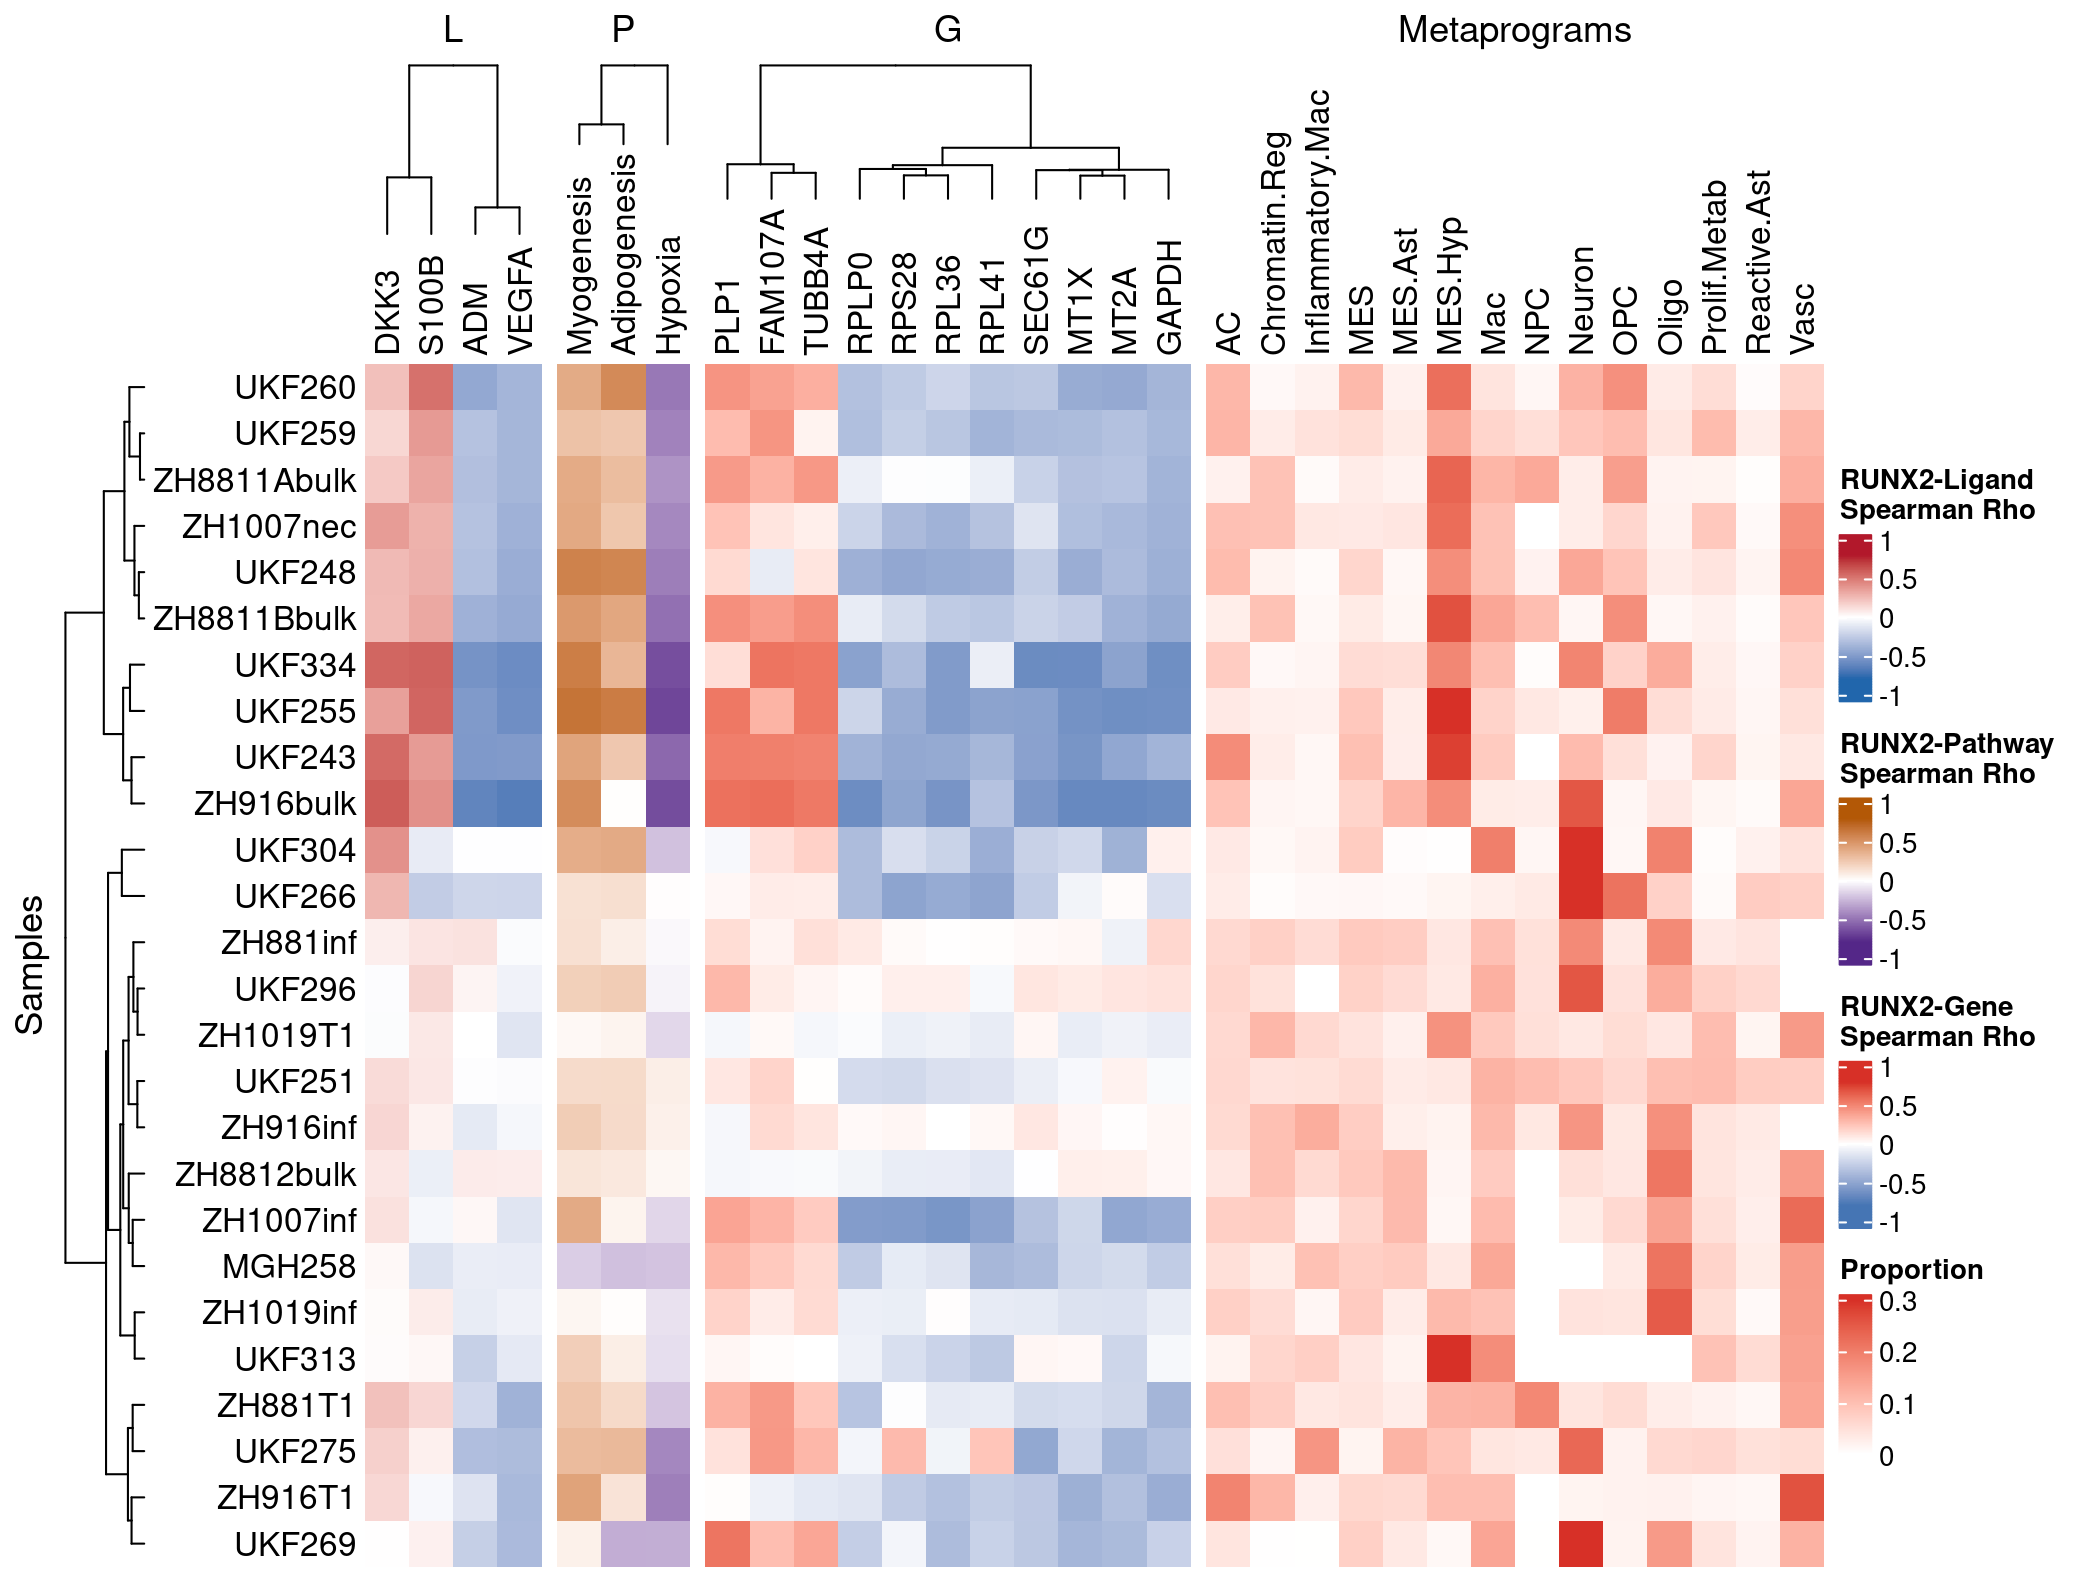 L
P
G
Metaprograms
DKK3
S100B
ADM
VEGFA
Myogenesis
Adipogenesis
Hypoxia
PLP1
FAM107A
TUBB4A
RPLP0
RPS28
RPL36
RPL41
SEC61G
MT1X
MT2A
GAPDH
AC
Chromatin.Reg
Inflammatory.Mac
MES
MES.Ast
MES.Hyp
Mac
NPC
Neuron
OPC
Oligo
Prolif.Metab
Reactive.Ast
Vasc
Samples
UKF260
UKF259
ZH8811Abulk
ZH1007nec
UKF248
ZH8811Bbulk
UKF334
UKF255
UKF243
ZH916bulk
UKF304
UKF266
ZH881inf
UKF296
ZH1019T1
UKF251
ZH916inf
ZH8812bulk
ZH1007inf
MGH258
ZH1019inf
UKF313
ZH881T1
UKF275
ZH916T1
UKF269
RUNX2-Ligand
Spearman Rho
1
0.5
0
-0.5
-1
RUNX2-Pathway
Spearman Rho
1
0.5
0
-0.5
-1
RUNX2-Gene
Spearman Rho
1
0.5
0
-0.5
-1
Proportion
0.3
0.2
0.1
0